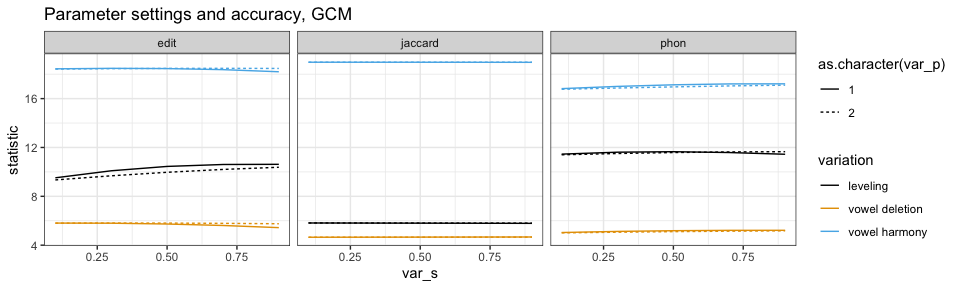 Parameter settings and accuracy, GCM
edit
jaccard
phon
statistic
16
12
8
4
0.25
0.50
0.75
0.25
0.50
0.75
0.25
0.50
0.75
var_s
as.character(var_p)
1
2
variation
leveling
vowel deletion
vowel harmony